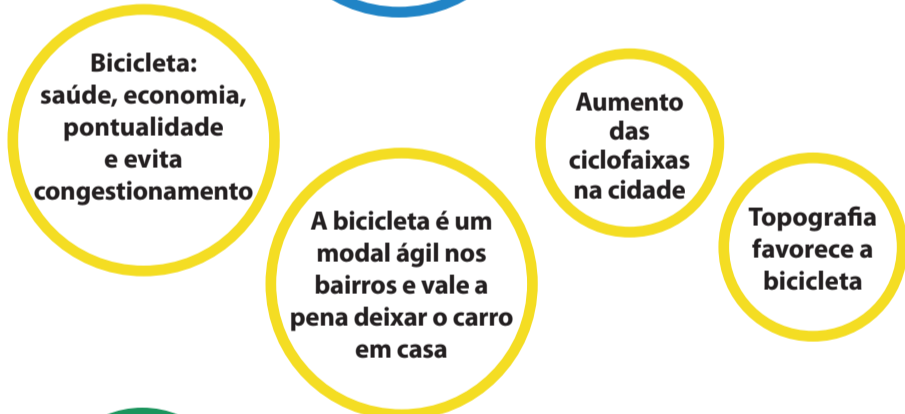 Bicicleta:
saúde, economia,
pontualidade
e evita
congestionamento
A bicicleta é um
modal ágil nos
bairros e vale a
pena deixar o carro
em casa
Aumento
das
ciclofaixas
na cidade
Topografia
favorece a
bicicleta